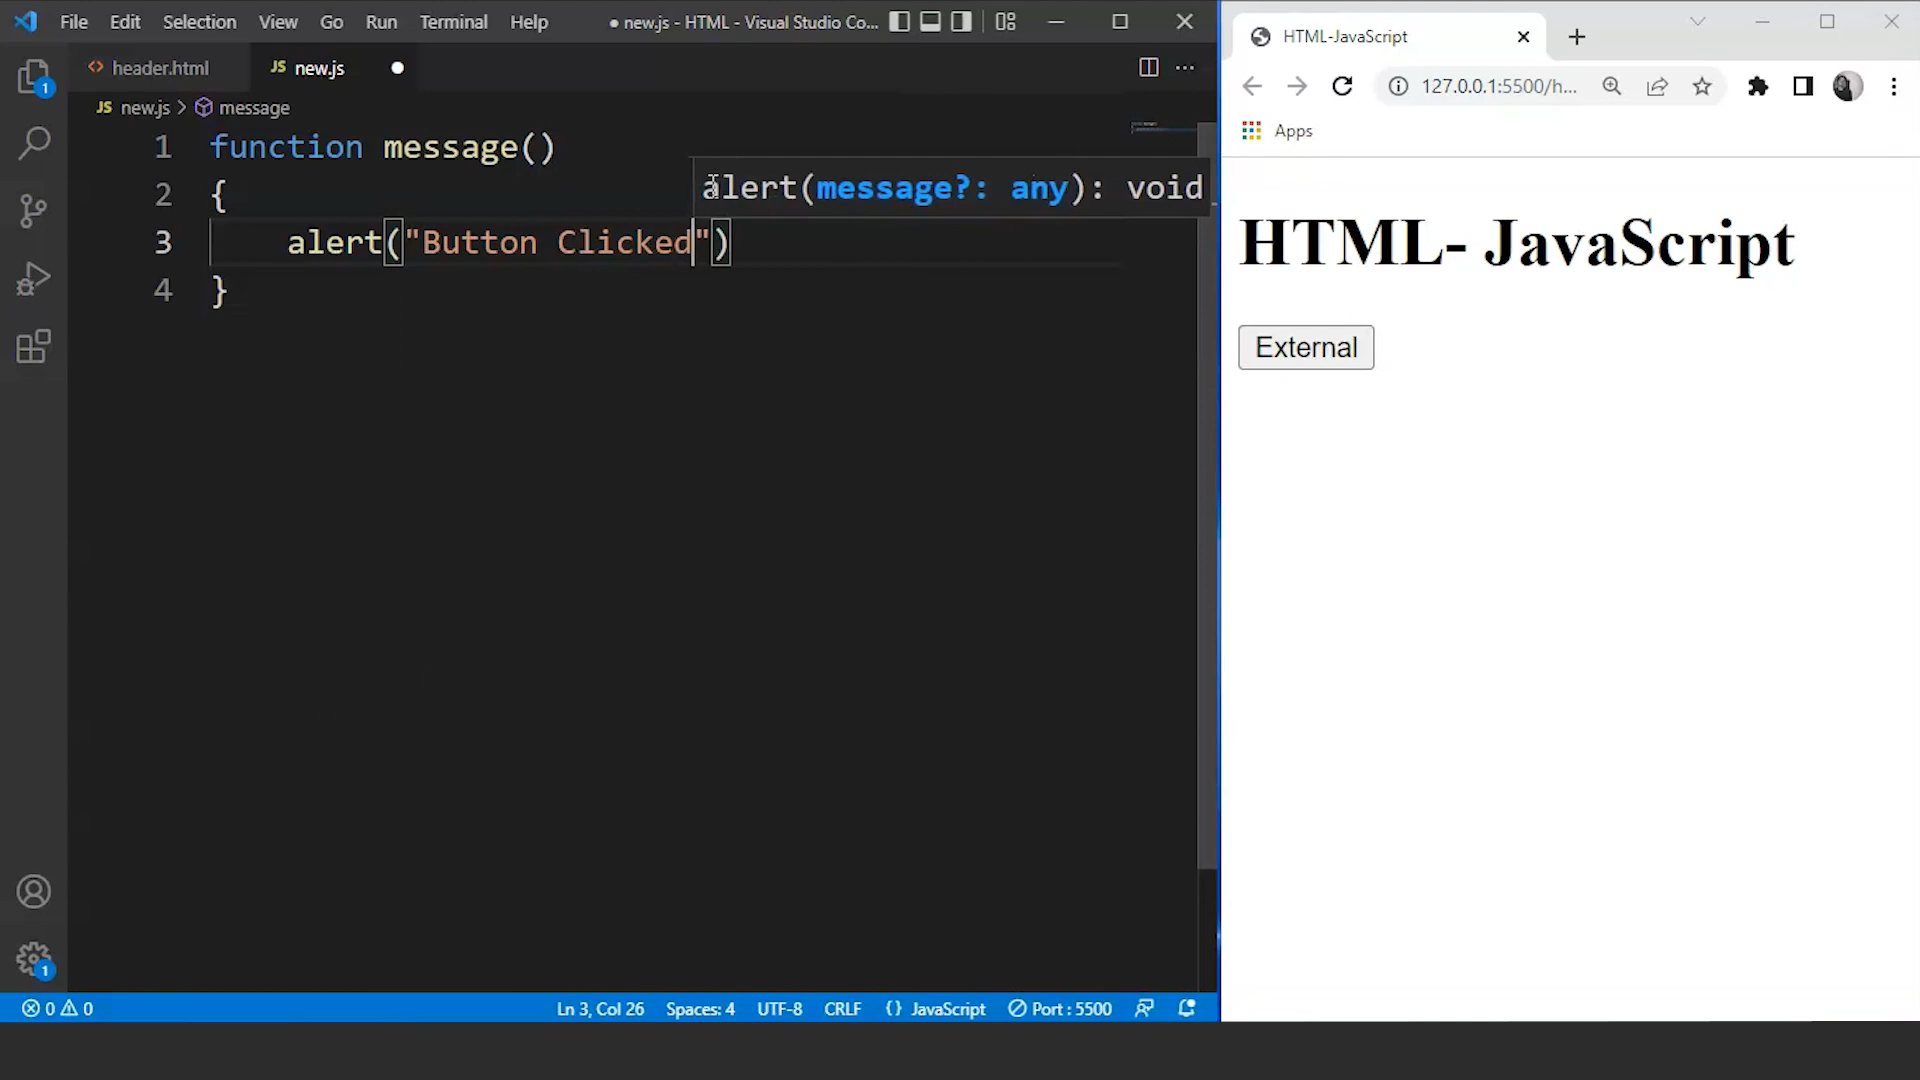 File Edit Selection View Go Run Terminal Help ● new.js - HTML - Visual Studio Co...
header.html JS new.js ●
JS new.js > message
1 function message()
2 {
alert(message?: any): void
3 alert("Button Clicked")
4 }
1
1
0 0 Ln 3, Col 26 Spaces: 4 UTF-8 CRLF {} JavaScript Port : 5500
HTML-JavaScript
127.0.0.1:5500/h...
Apps
HTML- JavaScript
External